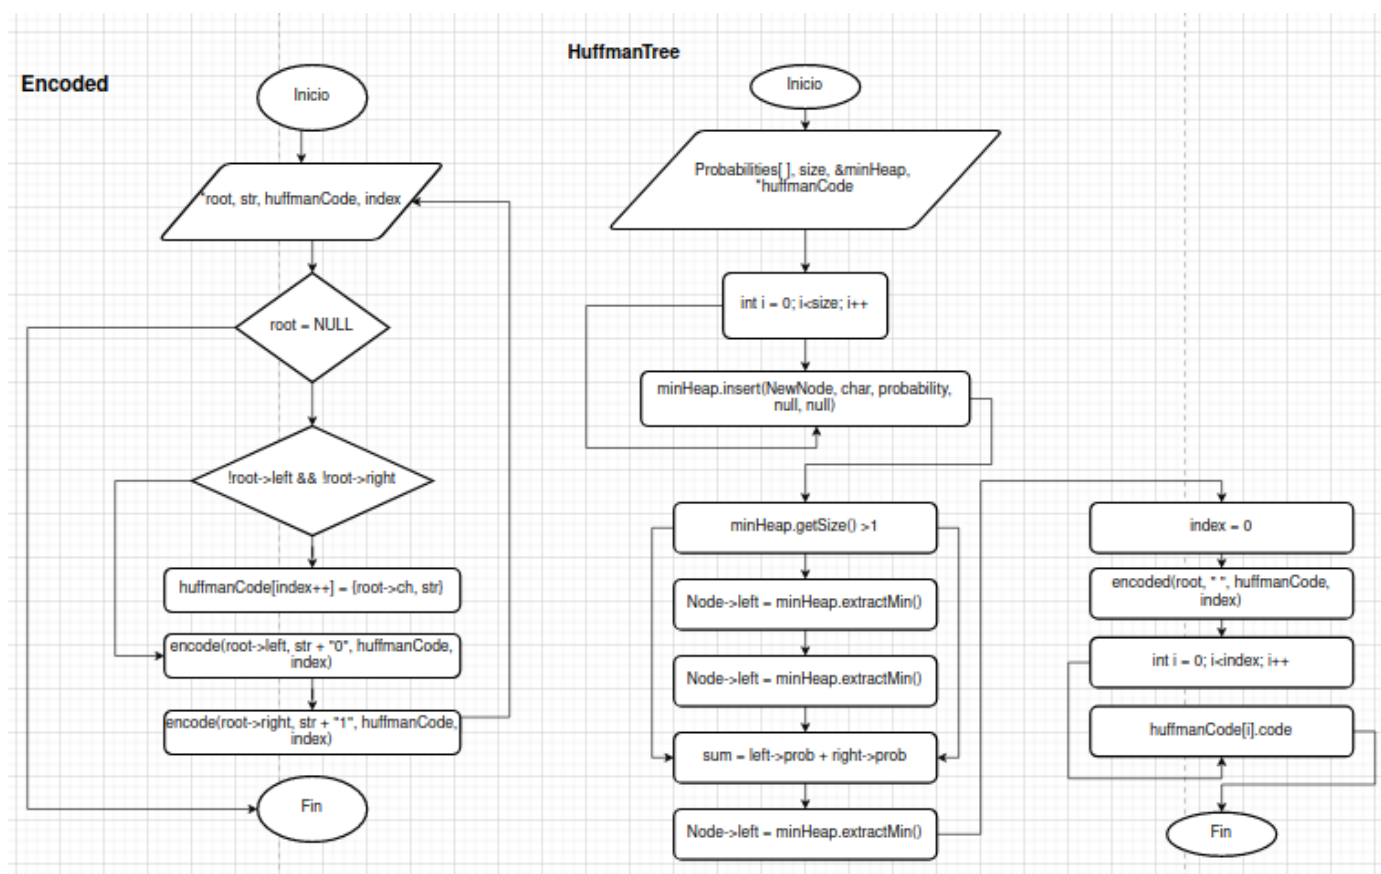 Encoded
Inicio
*root, str, huffmanCode, index
root = NULL
!root->left && !root->right
huffmanCode[index++] = {root->ch, str}
encode(root->left, str + "0", huffmanCode,
index)
encode(root->right, str + "1", huffmanCode,
index)
Fin
HuffmanTree
Inicio
Probabilities[ ], size, &minHeap,
*huffmanCode
int i = 0; i<size; i++
minHeap.insert(NewNode, char, probability,
null, null)
minHeap.getSize() >1
Node->left = minHeap.extractMin()
Node->left = minHeap.extractMin()
sum = left->prob + right->prob
Node->left = minHeap.extractMin()
index = 0
encoded(root, " ", huffmanCode,
index)
int i = 0; i<index; i++
huffmanCode[i].code
Fin